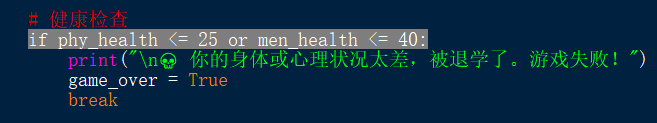 # 健康检查
if phy_health <= 25 or men_health <= 40:
    print("\n💀 你的身体或心理状况太差，被退学了。游戏失败！")
    game_over = True
    break